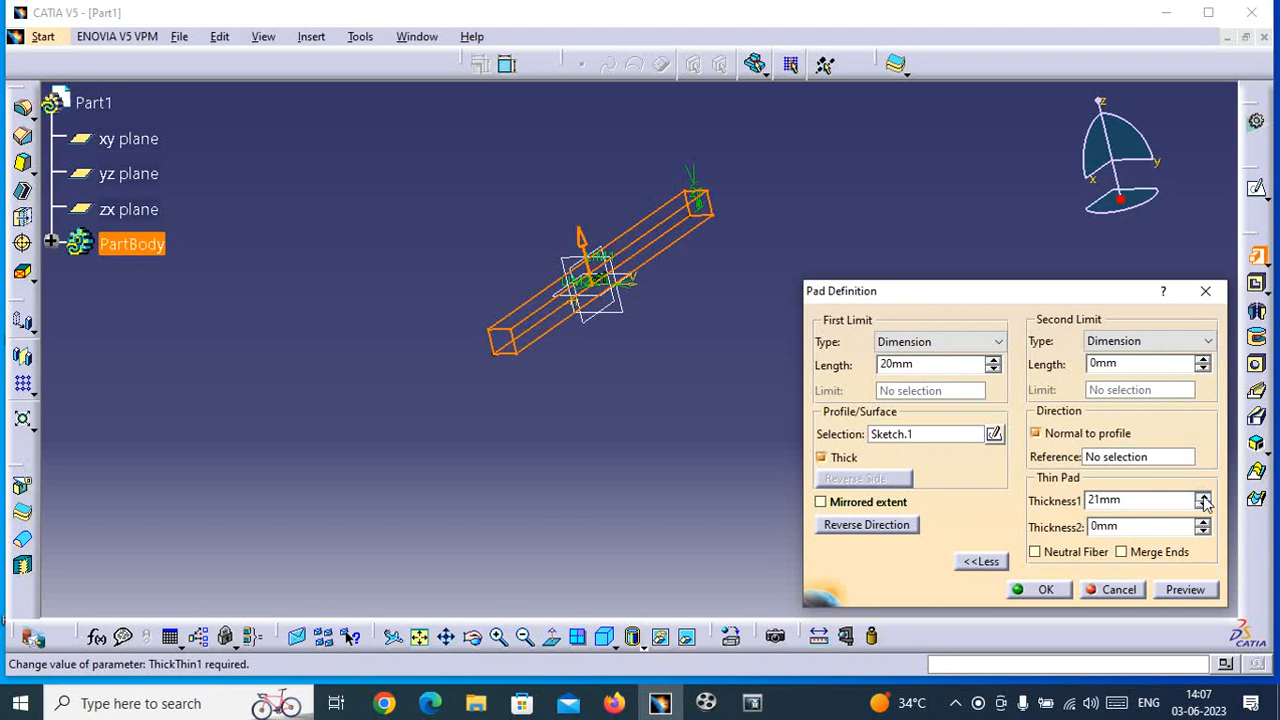 CATIA V5 - [Part1]
Start ENOVIA V5 VPM File Edit View Insert Tools Window Help
Part1
xy plane
yz plane
zx plane
PartBody
z
y
x
Pad Definition ?
First Limit
Type: Dimension
Length: 20mm
Limit: No selection
Profile/Surface
Selection: Sketch.1
Thick
Reverse Side
Mirrored extent
Reverse Direction
Second Limit
Type: Dimension
Length: 0mm
Limit: No selection
Direction
Normal to profile
Reference: No selection
Thin Pad
Thickness1 21mm
Thickness2: 0mm
Neutral Fiber Merge Ends
<<Less
OK Cancel Preview
f(x)
CATIA
Change value of parameter: ThickThin1 required.
Type here to search
34°C
ENG
14:07
03-06-2023